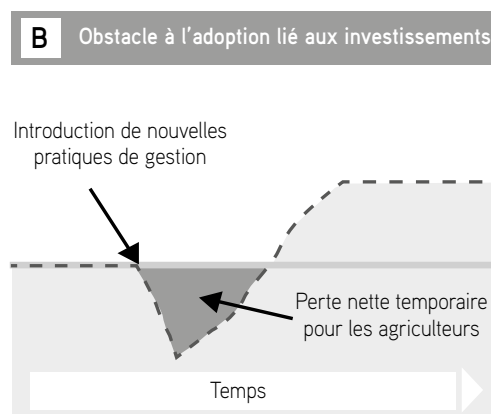 B Obstacle à l'adoption lié aux investissements
Introduction de nouvelles
pratiques de gestion
Perte nette temporaire
pour les agriculteurs
Temps